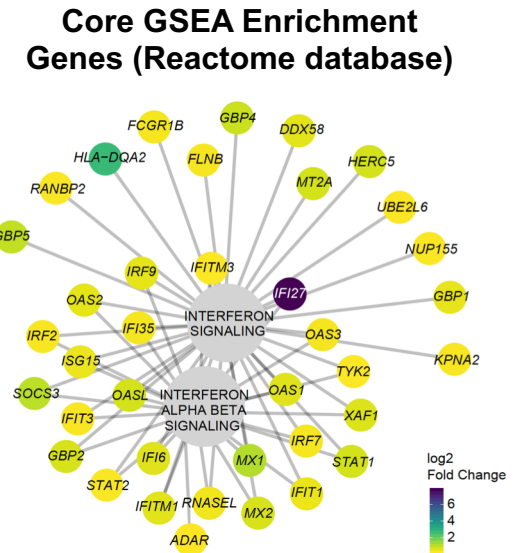 Core GSEA Enrichment
Genes (Reactome database)
FCGR1B
GBP4
DDX58
HLA−DQA2
FLNB
HERC5
RANBP2
MT2A
UBE2L6
GBP5
NUP155
IRF9
IFITM3
IFI27
GBP1
OAS2
INTERFERON
SIGNALING
IRF2
IFI35
OAS3
ISG15
KPNA2
TYK2
SOCS3
OASL
INTERFERON
ALPHA BETA
SIGNALING
OAS1
IFIT3
XAF1
IRF7
GBP2
IFI6
MX1
STAT1
STAT2
IFIT1
IFITM1
RNASEL
MX2
ADAR
log2
Fold Change
6
4
2